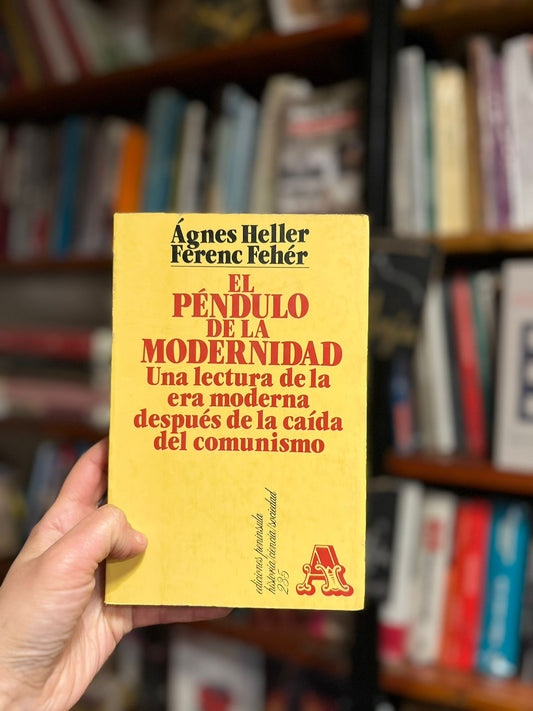 Ágnes Heller
Ferenc Fehér
EL
PÉNDULO
DE LA
MODERNIDAD
Una lectura de la
era moderna
después de la caída
del comunismo
ediciones península
historia/ciencia/sociedad
235
A